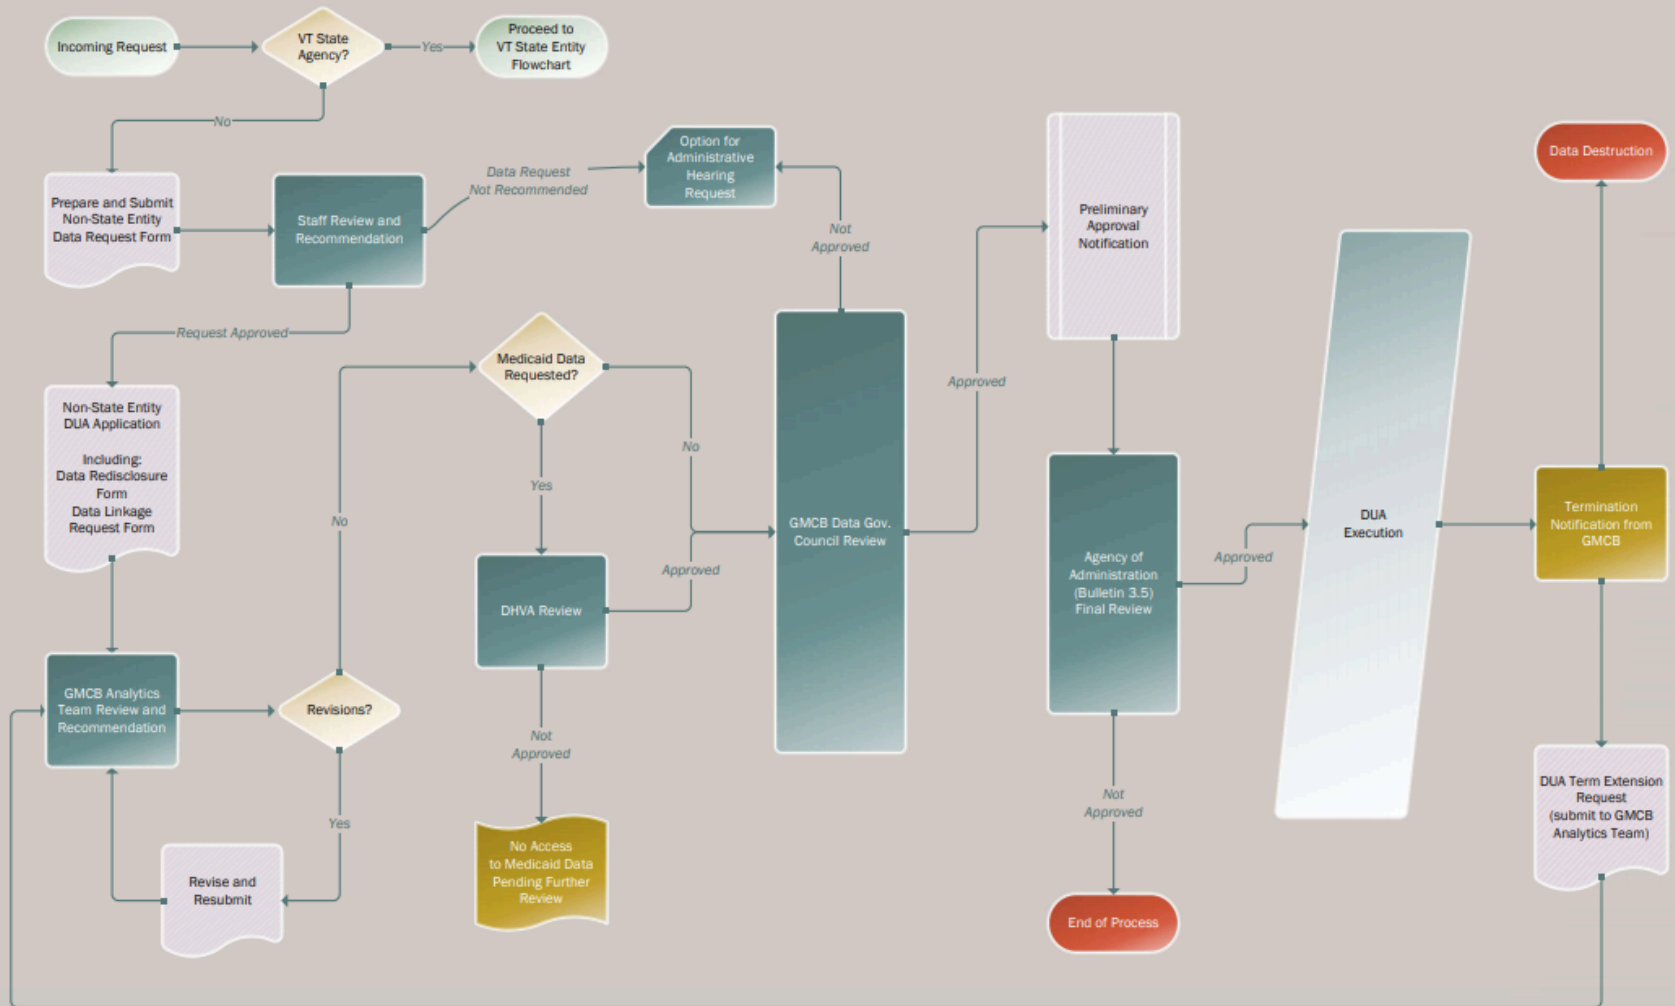 Incoming Request
VT State
Agency?
Yes
Proceed to
VT State Entity
Flowchart
No
Prepare and Submit
Non-State Entity
Data Request Form
Staff Review and
Recommendation
Data Request
Not Recommended
Option for
Administrative
Hearing
Request
Not
Approved
Request Approved
Non-State Entity
DUA Application
Including:
Data Redisclosure
Form
Data Linkage
Request Form
GMCB Analytics
Team Review and
Recommendation
Revisions?
No
Yes
Revise and
Resubmit
Medicaid Data
Requested?
No
Yes
DHVA Review
Approved
Not
Approved
No Access
to Medicaid Data
Pending Further
Review
GMCB Data Gov.
Council Review
Approved
Preliminary
Approval
Notification
Agency of
Administration
(Bulletin 3.5)
Final Review
Approved
Not
Approved
End of Process
DUA
Execution
Data Destruction
Termination
Notification from
GMCB
DUA Term Extension
Request
(submit to GMCB
Analytics Team)